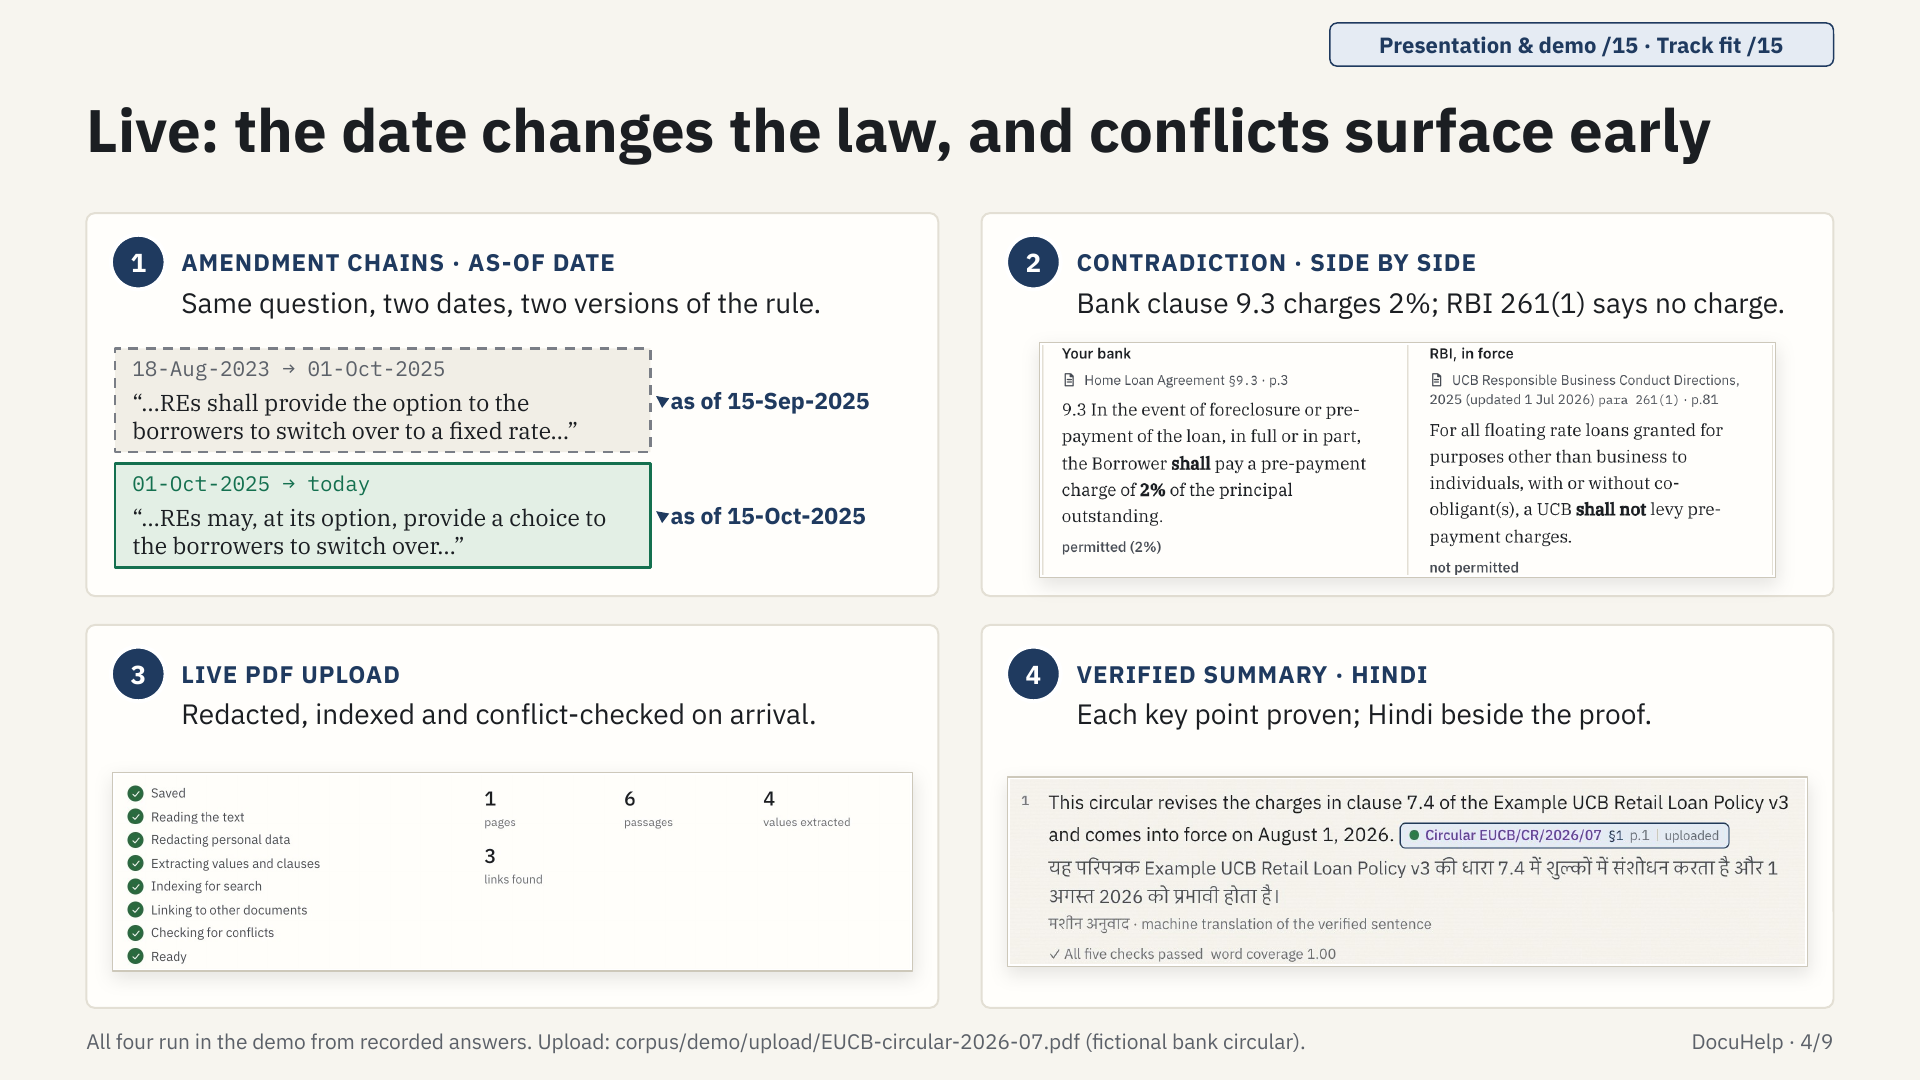 Presentation & demo /15 · Track fit /15
Live: the date changes the law, and conflicts surface early
1
AMENDMENT CHAINS · AS-OF DATE
Same question, two dates, two versions of the rule.
18-Aug-2023 → 01-Oct-2025
“…REs shall provide the option to the
borrowers to switch over to a fixed rate…”
as of 15-Sep-2025
01-Oct-2025 → today
“…REs may, at its option, provide a choice to
the borrowers to switch over…”
as of 15-Oct-2025
2
CONTRADICTION · SIDE BY SIDE
Bank clause 9.3 charges 2%; RBI 261(1) says no charge.
Your bank
Home Loan Agreement §9.3 · p.3
9.3 In the event of foreclosure or pre-
payment of the loan, in full or in part,
the Borrower shall pay a pre-payment
charge of 2% of the principal
outstanding.
permitted (2%)
RBI, in force
UCB Responsible Business Conduct Directions,
2025 (updated 1 Jul 2026) para 261(1) · p.81
For all floating rate loans granted for
purposes other than business to
individuals, with or without co-
obligant(s), a UCB shall not levy pre-
payment charges.
not permitted
3
LIVE PDF UPLOAD
Redacted, indexed and conflict-checked on arrival.
Saved
Reading the text
Redacting personal data
Extracting values and clauses
Indexing for search
Linking to other documents
Checking for conflicts
Ready
1
pages
6
passages
4
values extracted
3
links found
4
VERIFIED SUMMARY · HINDI
Each key point proven; Hindi beside the proof.
1 This circular revises the charges in clause 7.4 of the Example UCB Retail Loan Policy v3
and comes into force on August 1, 2026. Circular EUCB/CR/2026/07 §1 p.1 | uploaded
यह परिपत्रक Example UCB Retail Loan Policy v3 की धारा 7.4 में शुल्कों में संशोधन करता है और 1
अगस्त 2026 को प्रभावी होता है।
मशीन अनुवाद · machine translation of the verified sentence
✓ All five checks passed word coverage 1.00
All four run in the demo from recorded answers. Upload: corpus/demo/upload/EUCB-circular-2026-07.pdf (fictional bank circular).
DocuHelp · 4/9